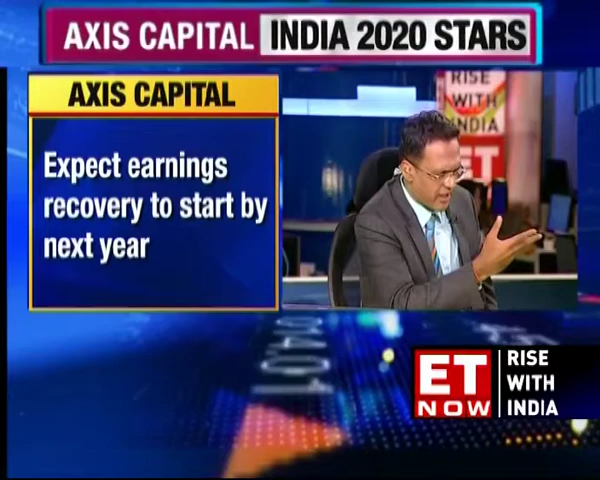 AXIS CAPITAL INDIA 2020 STARS
AXIS CAPITAL
Expect earnings
recovery to start by
next year
RISE
WITH
INDIA
ET
ET
NOW
RISE
WITH
INDIA